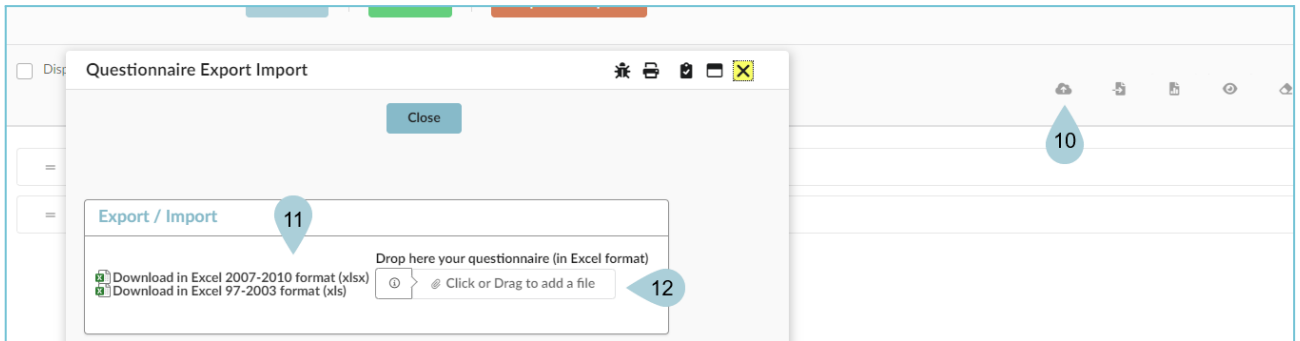 Disp
Questionnaire Export Import
Close
10
Export / Import
11
Drop here your questionnaire (in Excel format)
Download in Excel 2007-2010 format (xlsx)
Download in Excel 97-2003 format (xls)
Click or Drag to add a file
12